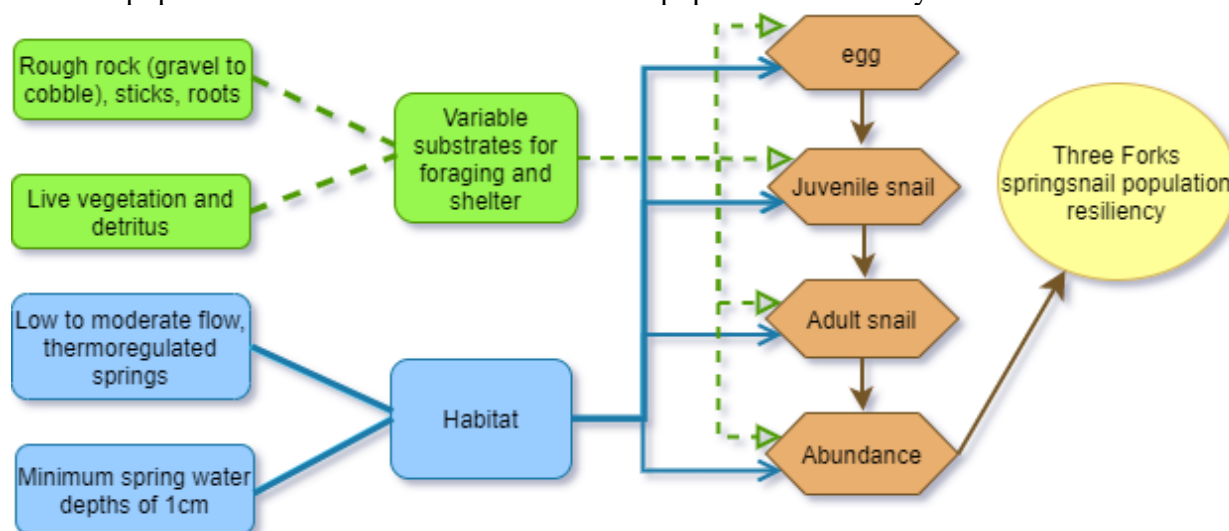 Rough rock (gravel to
cobble), sticks, roots
Live vegetation and
detritus
Low to moderate flow,
thermoregulated
springs
Minimum spring water
depths of 1cm
Variable
substrates for
foraging and
shelter
Habitat
egg
Juvenile snail
Adult snail
Abundance
Three Forks
springsnail population
resiliency